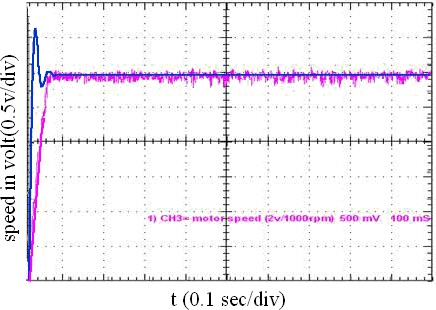 speed in volt(0.5v/div)
1) CH3= motor speed (2v/1000rpm) 500 mV 100 mS
t (0.1 sec/div)